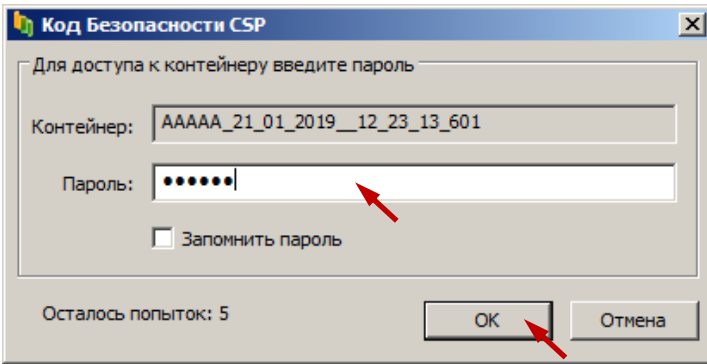 Код Безопасности CSP
Для доступа к контейнеру введите пароль
Контейнер: AAAAA_21_01_2019__12_23_13_601
Пароль: ●●●●●●
Запомнить пароль
Осталось попыток: 5 OK Отмена